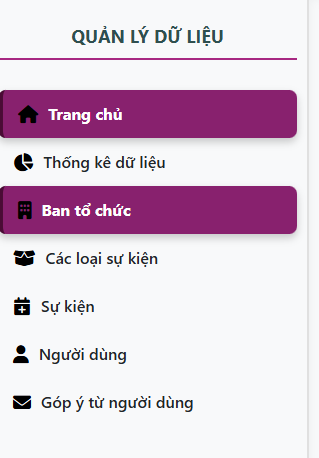 QUẢN LÝ DỮ LIỆU
Trang chủ
Thống kê dữ liệu
Ban tổ chức
Các loại sự kiện
Sự kiện
Người dùng
Góp ý từ người dùng